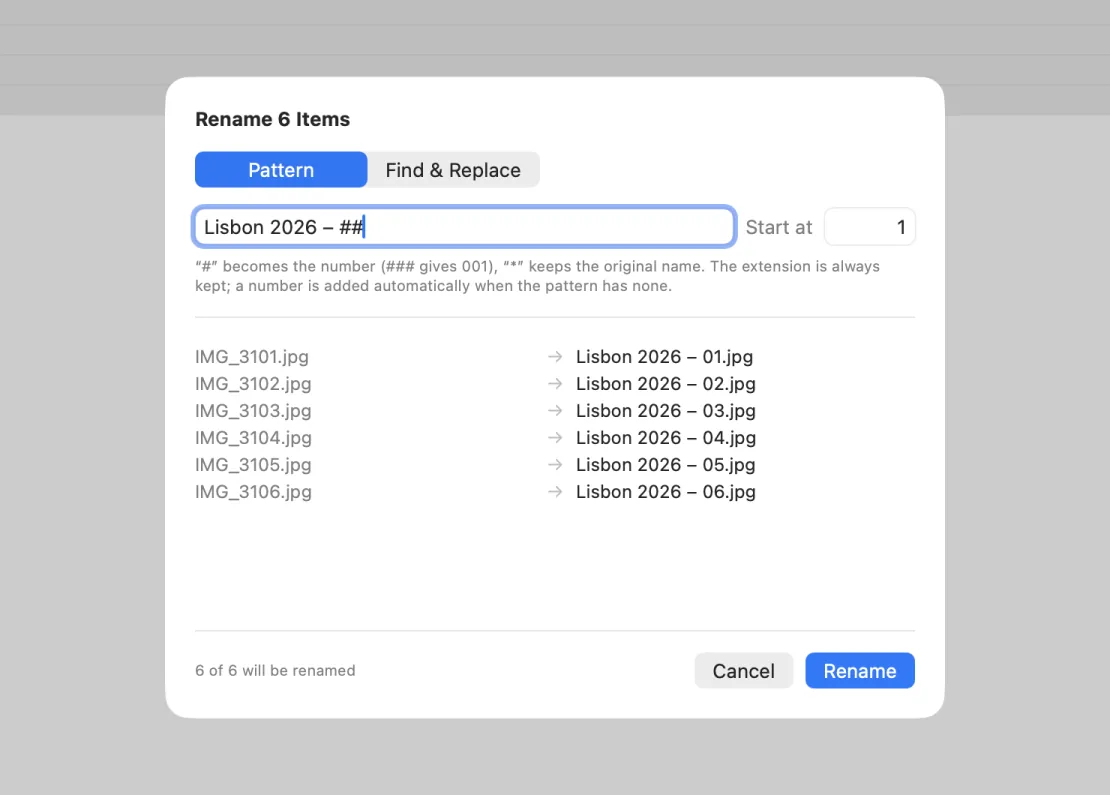 Rename 6 Items
Pattern Find & Replace
Lisbon 2026 – ## Start at 1
“#” becomes the number (### gives 001), “*” keeps the original name. The extension is always
kept; a number is added automatically when the pattern has none.
IMG_3101.jpg → Lisbon 2026 – 01.jpg
IMG_3102.jpg → Lisbon 2026 – 02.jpg
IMG_3103.jpg → Lisbon 2026 – 03.jpg
IMG_3104.jpg → Lisbon 2026 – 04.jpg
IMG_3105.jpg → Lisbon 2026 – 05.jpg
IMG_3106.jpg → Lisbon 2026 – 06.jpg
6 of 6 will be renamed Cancel Rename